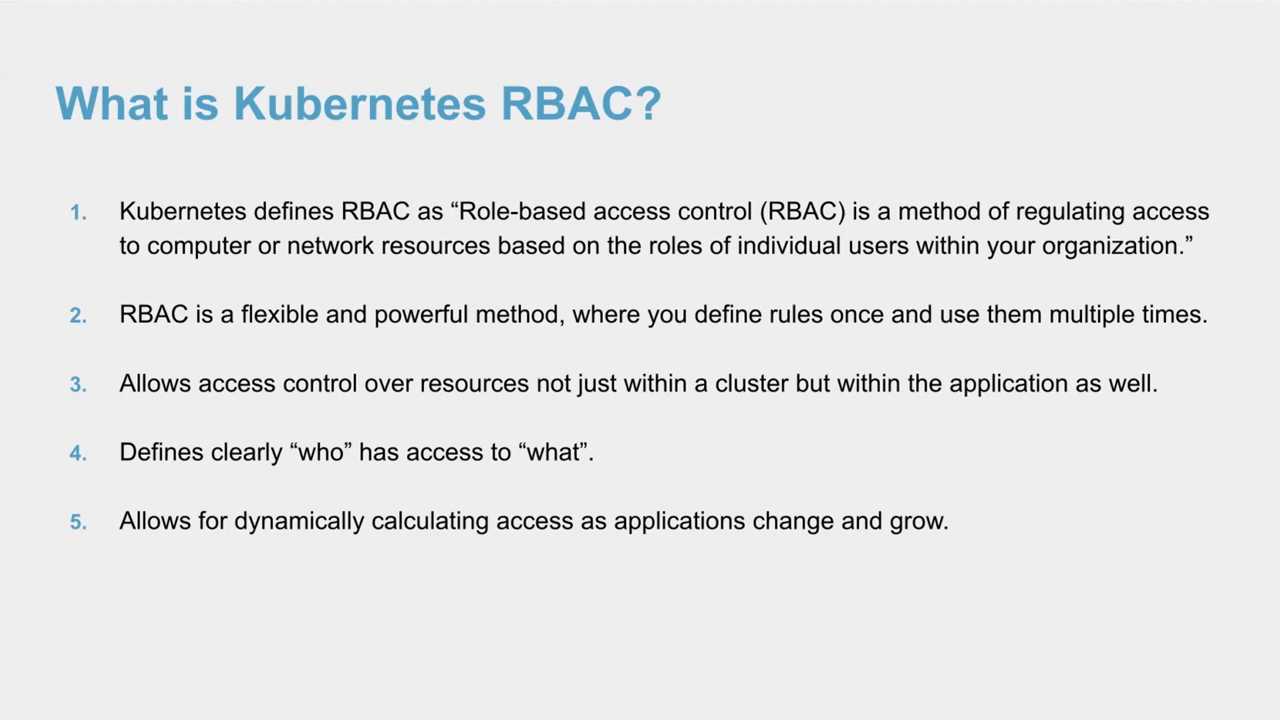 What is Kubernetes RBAC?
1. Kubernetes defines RBAC as “Role-based access control (RBAC) is a method of regulating access
to computer or network resources based on the roles of individual users within your organization.”
2. RBAC is a flexible and powerful method, where you define rules once and use them multiple times.
3. Allows access control over resources not just within a cluster but within the application as well.
4. Defines clearly “who” has access to “what”.
5. Allows for dynamically calculating access as applications change and grow.